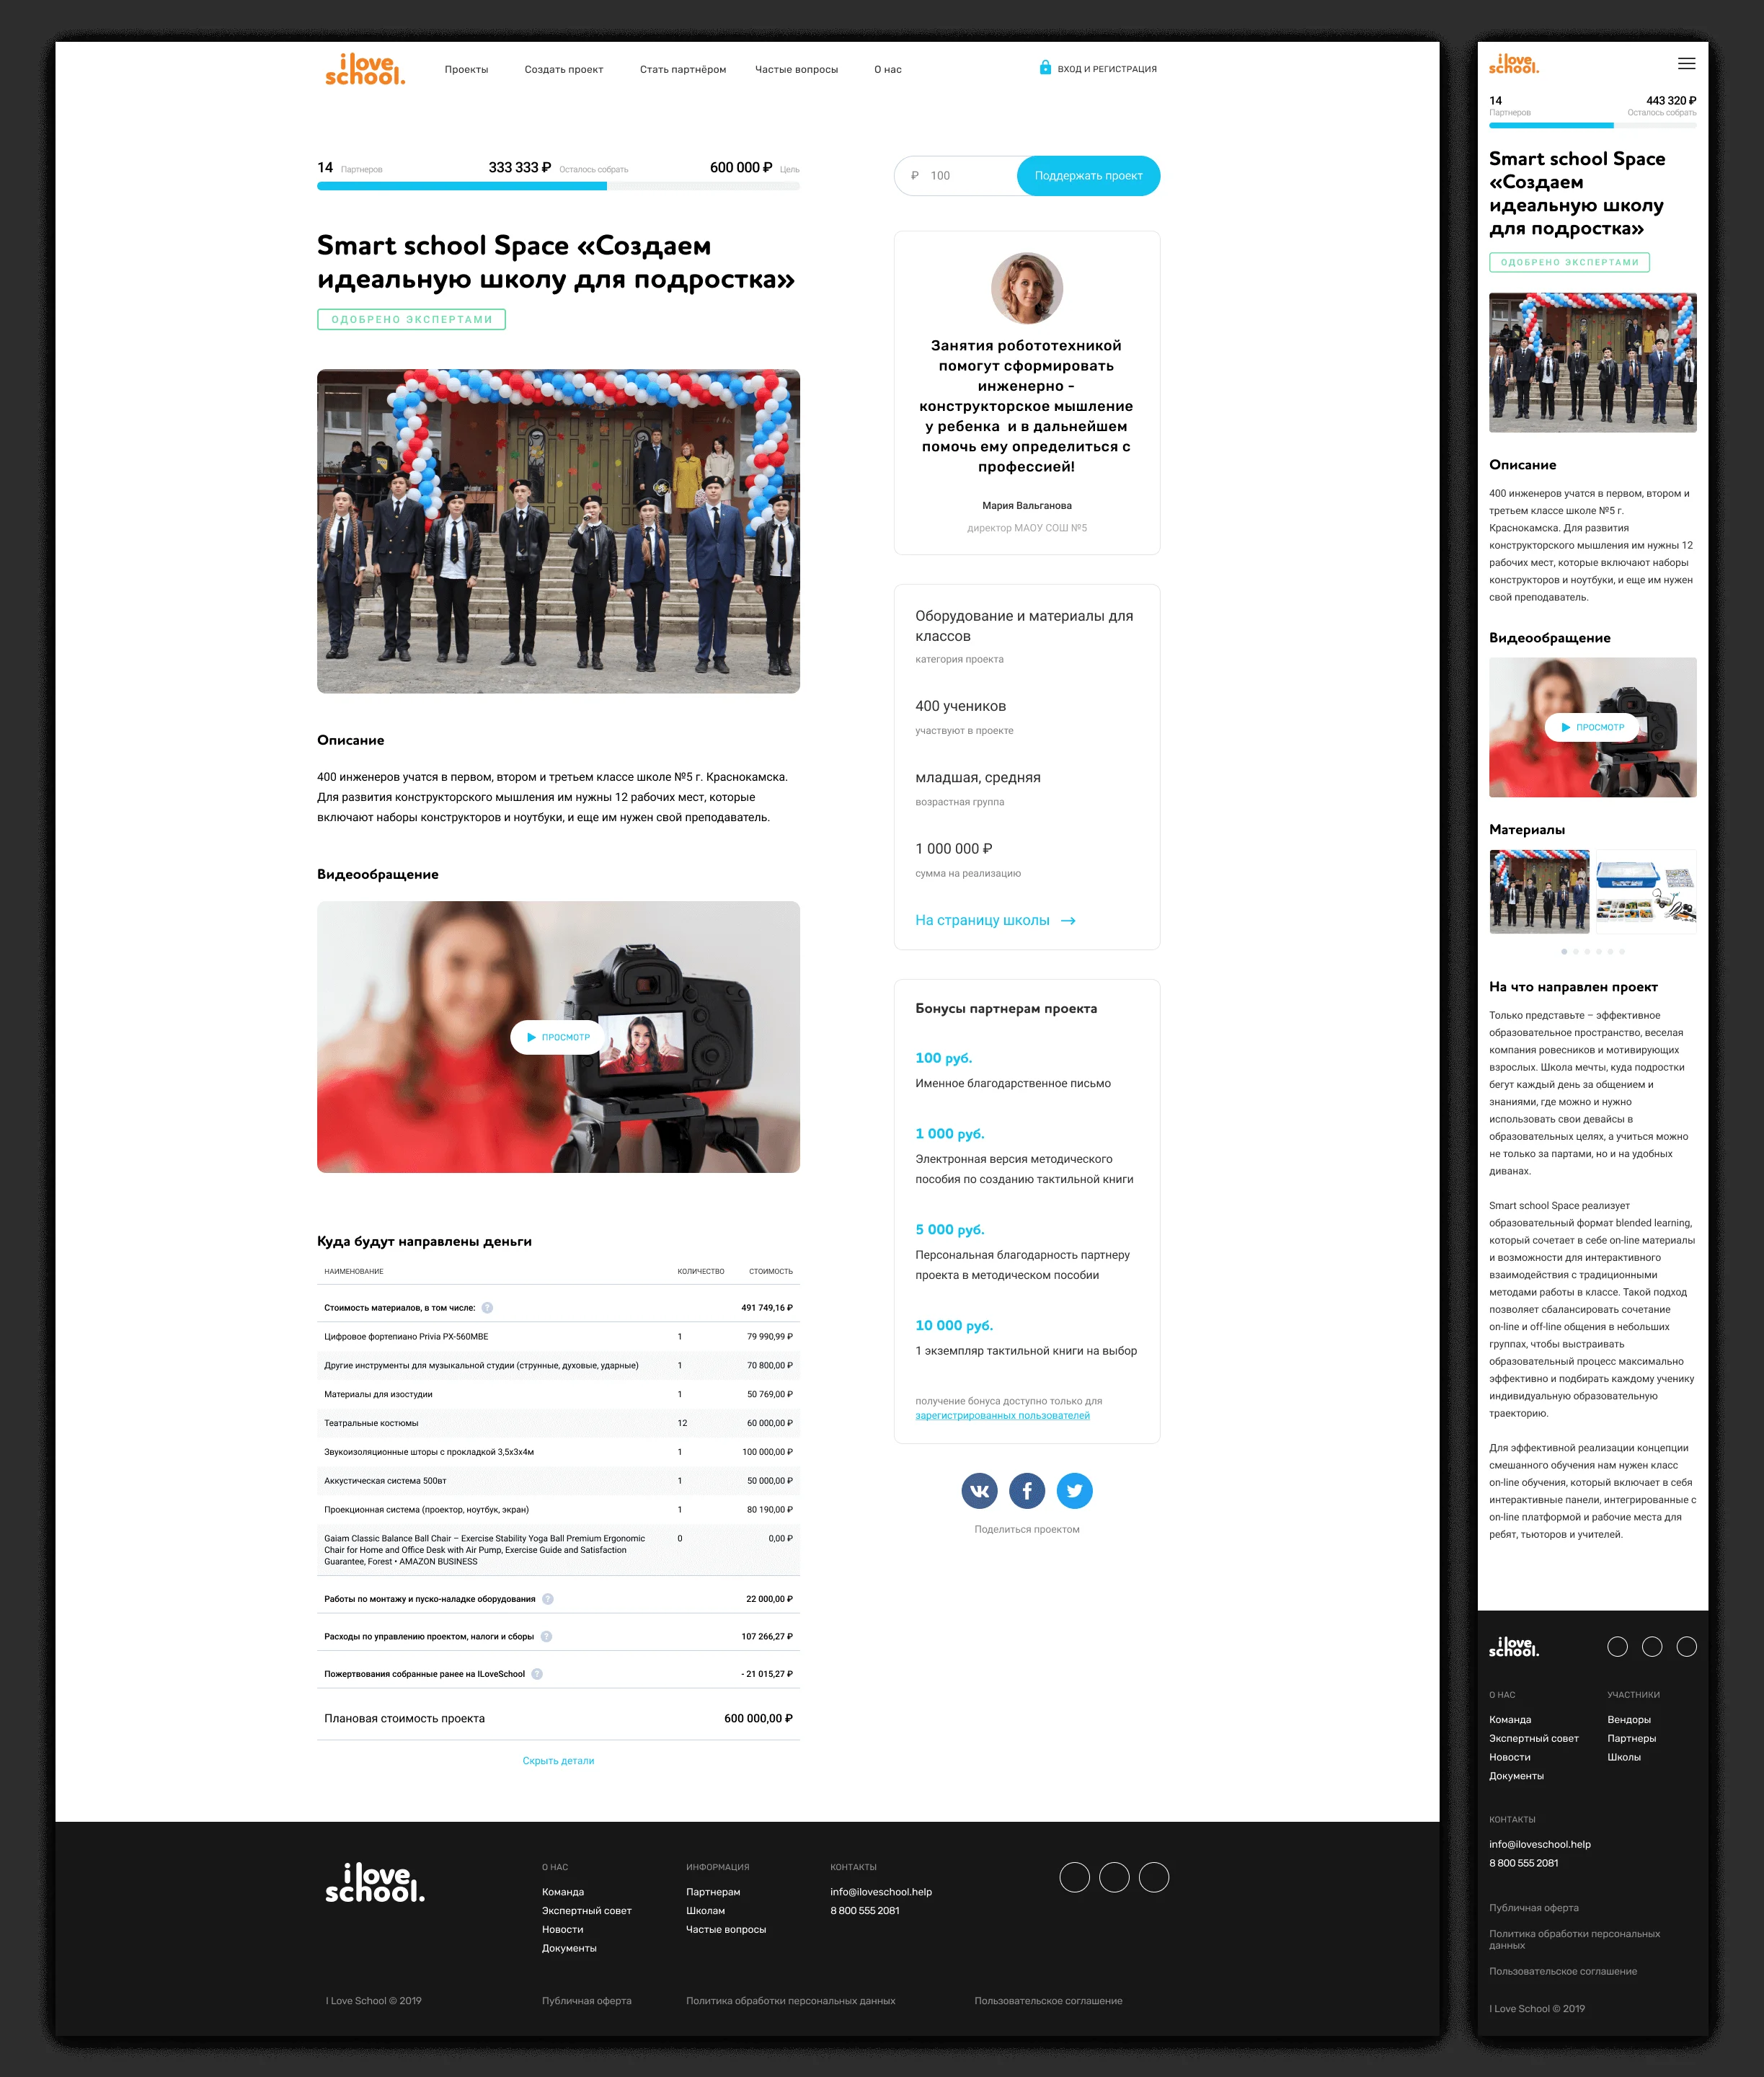 i love
school.
Проекты
Создать проект
Стать партнёром
Частые вопросы
О нас
ВХОД И РЕГИСТРАЦИЯ
14 Партнеров
333 333 ₽ Осталось собрать
600 000 ₽ Цель
Smart school Space «Создаем
идеальную школу для подростка»
ОДОБРЕНО ЭКСПЕРТАМИ
Описание
400 инженеров учатся в первом, втором и третьем классе школе №5 г. Краснокамска.
Для развития конструкторского мышления им нужны 12 рабочих мест, которые
включают наборы конструкторов и ноутбуки, и еще им нужен свой преподаватель.
Видеообращение
ПРОСМОТР
Куда будут направлены деньги
НАИМЕНОВАНИЕ КОЛИЧЕСТВО СТОИМОСТЬ
Стоимость материалов, в том числе: ? 491 749,16 ₽
Цифровое фортепиано Privia PX-560MBE 1 79 990,99 ₽
Другие инструменты для музыкальной студии (струнные, духовые, ударные) 1 70 800,00 ₽
Материалы для изостудии 1 50 769,00 ₽
Театральные костюмы 12 60 000,00 ₽
Звукоизоляционные шторы с прокладкой 3,5х3х4м 1 100 000,00 ₽
Аккустическая система 500вт 1 50 000,00 ₽
Проекционная система (проектор, ноутбук, экран) 1 80 190,00 ₽
Gaiam Classic Balance Ball Chair – Exercise Stability Yoga Ball Premium Ergonomic 0 0,00 ₽
Chair for Home and Office Desk with Air Pump, Exercise Guide and Satisfaction
Guarantee, Forest • AMAZON BUSINESS
Работы по монтажу и пуско-наладке оборудования ? 22 000,00 ₽
Расходы по управлению проектом, налоги и сборы ? 107 266,27 ₽
Пожертвования собранные ранее на ILoveSchool ? - 21 015,27 ₽
Плановая стоимость проекта 600 000,00 ₽
Скрыть детали
₽ 100
Поддержать проект
Занятия робототехникой
помогут сформировать
инженерно -
конструкторское мышление
у ребенка и в дальнейшем
помочь ему определиться с
профессией!
Мария Вальганова
директор МАОУ СОШ №5
Оборудование и материалы для
классов
категория проекта
400 учеников
участвуют в проекте
младшая, средняя
возрастная группа
1 000 000 ₽
сумма на реализацию
На страницу школы →
Бонусы партнерам проекта
100 руб.
Именное благодарственное письмо
1 000 руб.
Электронная версия методического
пособия по созданию тактильной книги
5 000 руб.
Персональная благодарность партнеру
проекта в методическом пособии
10 000 руб.
1 экземпляр тактильной книги на выбор
получение бонуса доступно только для
зарегистрированных пользователей
Поделиться проектом
i love
school.
О НАС
Команда
Экспертный совет
Новости
Документы
ИНФОРМАЦИЯ
Партнерам
Школам
Частые вопросы
КОНТАКТЫ
info@iloveschool.help
8 800 555 2081
I Love School © 2019
Публичная оферта
Политика обработки персональных данных
Пользовательское соглашение
i love
school.
14 443 320 ₽
Партнеров Осталось собрать
Smart school Space
«Создаем
идеальную школу
для подростка»
ОДОБРЕНО ЭКСПЕРТАМИ
Описание
400 инженеров учатся в первом, втором и
третьем классе школе №5 г.
Краснокамска. Для развития
конструкторского мышления им нужны 12
рабочих мест, которые включают наборы
конструкторов и ноутбуки, и еще им нужен
свой преподаватель.
Видеообращение
ПРОСМОТР
Материалы
На что направлен проект
Только представьте – эффективное
образовательное пространство, веселая
компания ровесников и мотивирующих
взрослых. Школа мечты, куда подростки
бегут каждый день за общением и
знаниями, где можно и нужно
использовать свои девайсы в
образовательных целях, а учиться можно
не только за партами, но и на удобных
диванах.
Smart school Space реализует
образовательный формат blended learning,
который сочетает в себе on-line материалы
и возможности для интерактивного
взаимодействия с традиционными
методами работы в классе. Такой подход
позволяет сбалансировать сочетание
on-line и off-line общения в небольших
группах, чтобы выстраивать
образовательный процесс максимально
эффективно и подбирать каждому ученику
индивидуальную образовательную
траекторию.
Для эффективной реализации концепции
смешанного обучения нам нужен класс
on-line обучения, который включает в себя
интерактивные панели, интегрированные с
on-line платформой и рабочие места для
ребят, тьюторов и учителей.
i love
school.
О НАС
Команда
Экспертный совет
Новости
Документы
УЧАСТНИКИ
Вендоры
Партнеры
Школы
КОНТАКТЫ
info@iloveschool.help
8 800 555 2081
Публичная оферта
Политика обработки персональных
данных
Пользовательское соглашение
I Love School © 2019